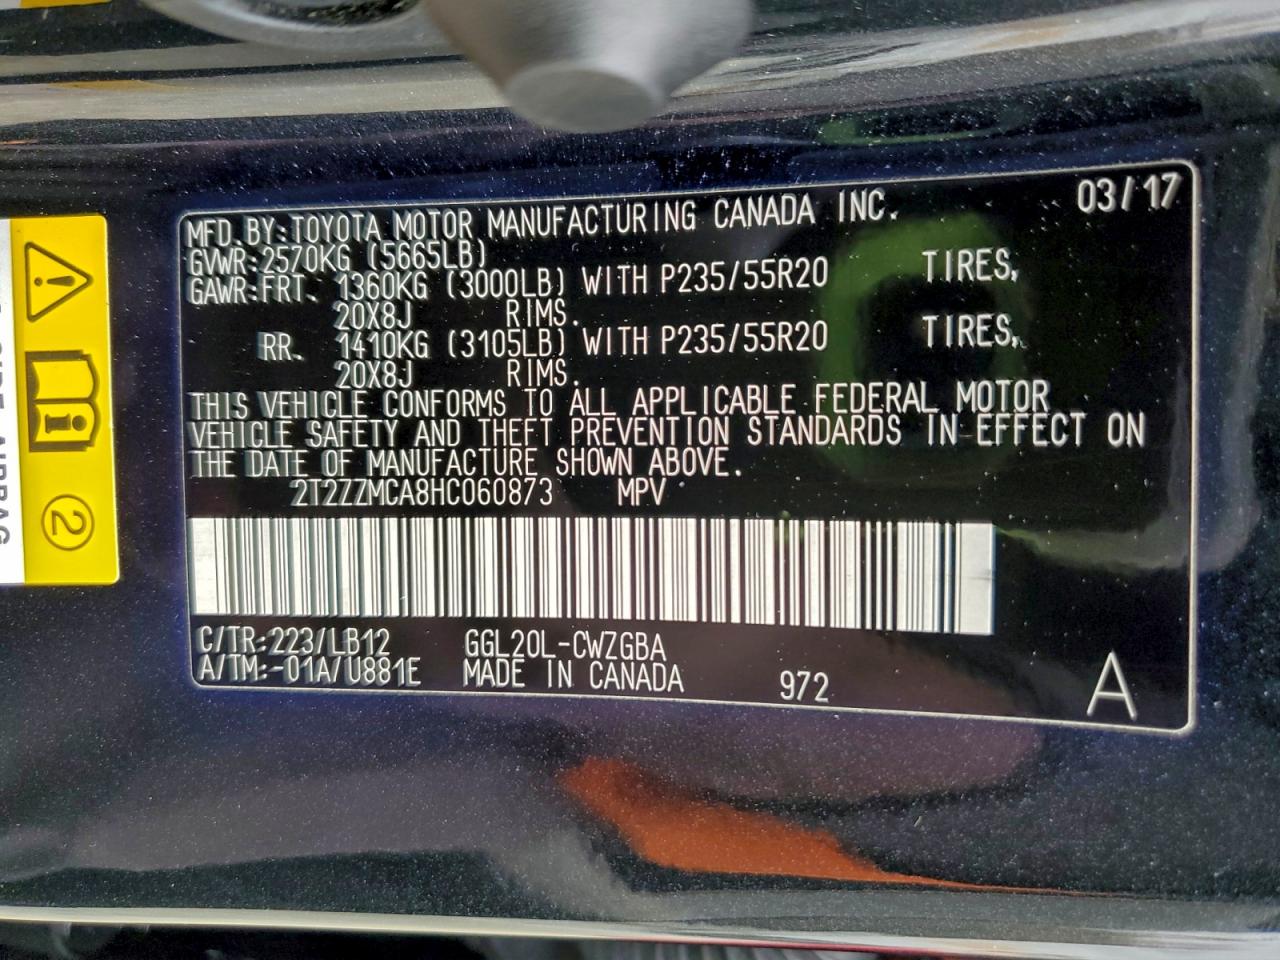 03/17
MFD. BY: TOYOTA MOTOR MANUFACTURING CANADA INC.
GVWR: 2570KG (5665LB)
GAWR: FRT. 1360KG (3000LB) WITH P235/55R20 TIRES,
20X8J RIMS.
RR. 1410KG (3105LB) WITH P235/55R20 TIRES,
20X8J RIMS.
THIS VEHICLE CONFORMS TO ALL APPLICABLE FEDERAL MOTOR
VEHICLE SAFETY AND THEFT PREVENTION STANDARDS IN EFFECT ON
THE DATE OF MANUFACTURE SHOWN ABOVE.
2T2ZZMCA8HC060873 MPV
C/TR: 223/LB12 GGL20L-CWZGBA
A/TM: -01A/U881E MADE IN CANADA 972 A
2
AIRBAG